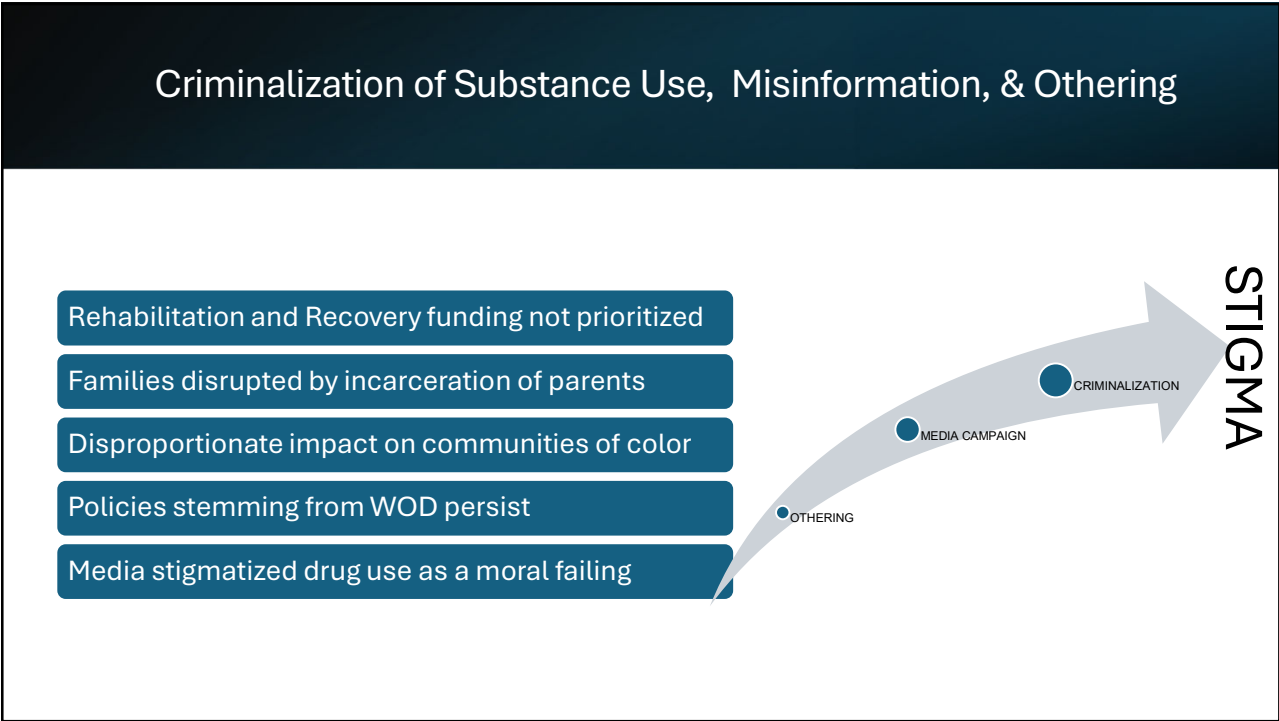 Criminalization of Substance Use,  Misinformation, & Othering
Rehabilitation and Recovery funding not prioritized
Families disrupted by incarceration of parents
Disproportionate impact on communities of color
Policies stemming from WOD persist
Media stigmatized drug use as a moral failing
OTHERING
MEDIA CAMPAIGN
CRIMINALIZATION
STIGMA